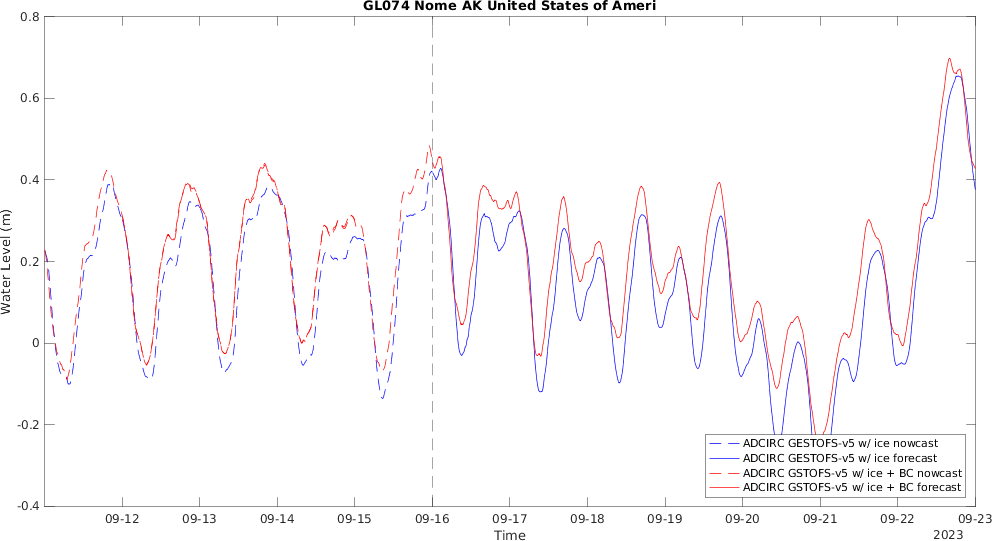 GL074 Nome AK United States of Ameri
0.8
0.6
0.4
0.2
0
-0.2
-0.4
Water Level (m)
ADCIRC GESTOFS-v5 w/ ice nowcast
ADCIRC GESTOFS-v5 w/ ice forecast
ADCIRC GSTOFS-v5 w/ ice + BC nowcast
ADCIRC GSTOFS-v5 w/ ice + BC forecast
09-12 09-13 09-14 09-15 09-16 09-17 09-18 09-19 09-20 09-21 09-22 09-23
Time
2023